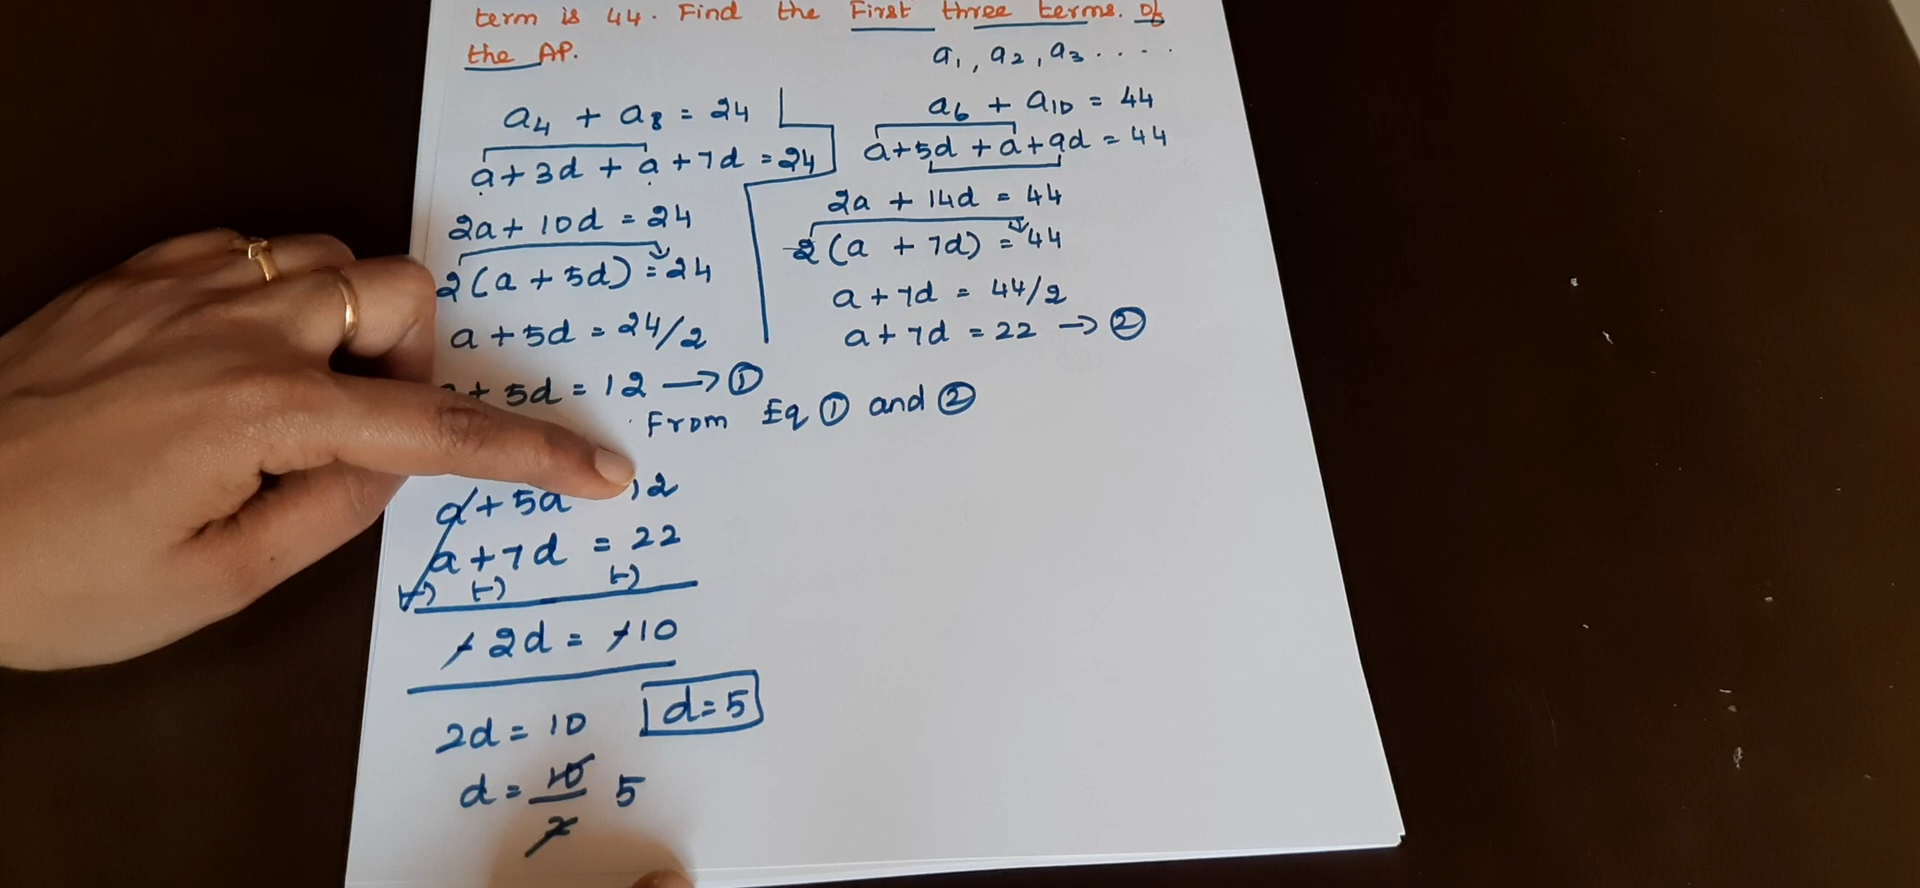 term is 44. Find the First three terms. of
the AP.
a1, a2, a3 . . . .
a4 + a8 = 24
a+3d + a +7d = 24
2a+ 10d = 24
2(a + 5d) = 24
a + 5d = 24/2
+ 5d = 12 → ①
a6 + a10 = 44
a+5d +a+9d = 44
2a + 14d = 44
2(a + 7d) = 44
a +7d = 44/2
a+ 7d = 22 → ②
From Eq ① and ②
a+5d 12
a+7d = 22
(-) (-) (-)
-2d = -10
2d = 10
d=5
d = 10/2 5